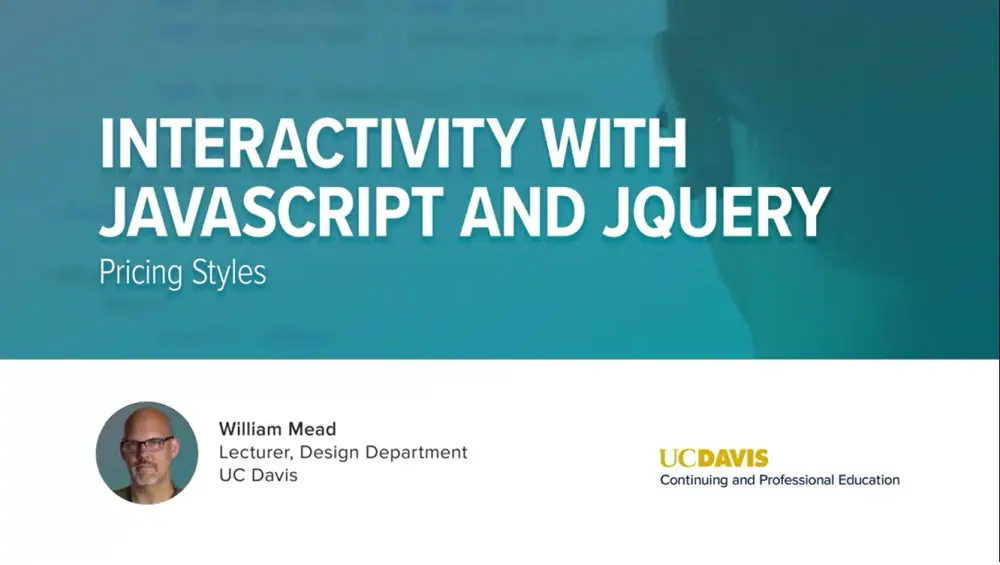 INTERACTIVITY WITH
JAVASCRIPT AND JQUERY
Pricing Styles
William Mead
Lecturer, Design Department
UC Davis
UCDAVIS
Continuing and Professional Education